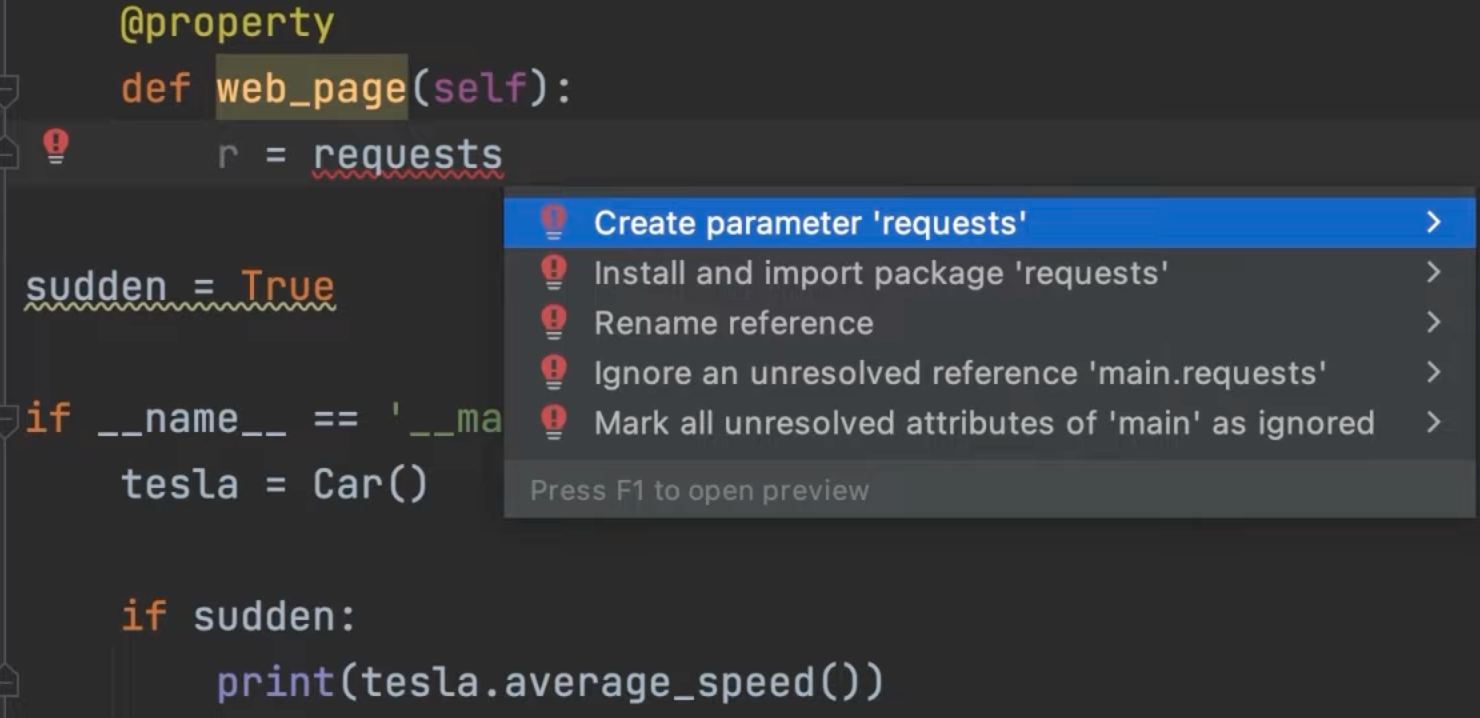 @property
def web_page(self):
r = requests
Create parameter 'requests'
Install and import package 'requests'
Rename reference
Ignore an unresolved reference 'main.requests'
Mark all unresolved attributes of 'main' as ignored
Press F1 to open preview
sudden = True
if __name__ == '__ma
tesla = Car()
if sudden:
print(tesla.average_speed())